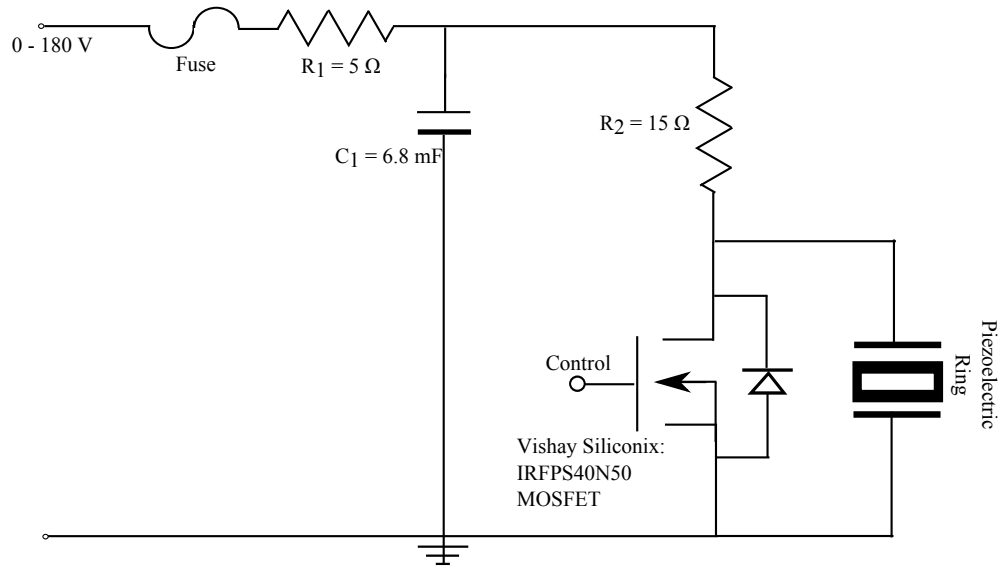 0 - 180 V
Fuse
R1 = 5 Ω
R2 = 15 Ω
C1 = 6.8 mF
Control
Vishay Siliconix:
IRFPS40N50
MOSFET
Piezoelectric
Ring